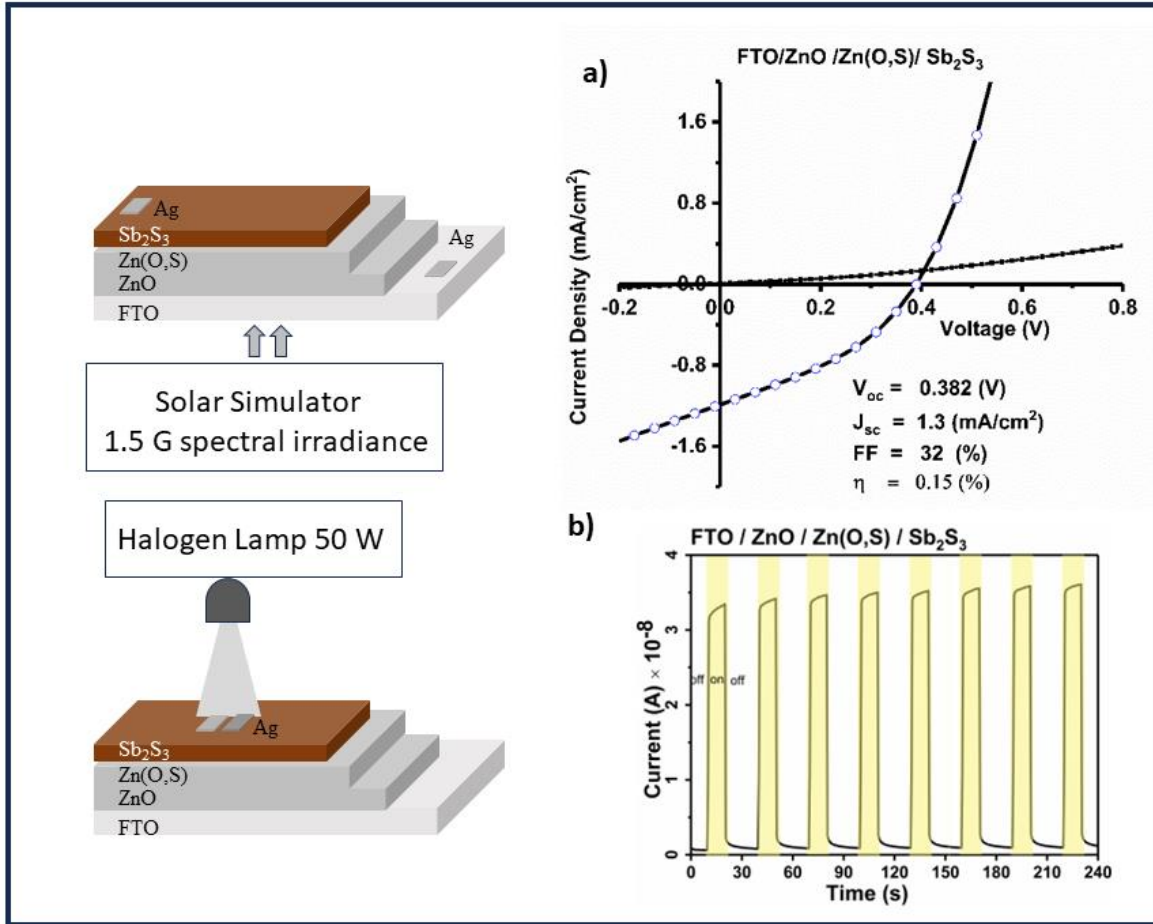 Ag
Sb₂S₃
Ag
Zn(O,S)
ZnO
FTO
Solar Simulator
1.5 G spectral irradiance
Halogen Lamp 50 W
Ag
Sb₂S₃
Zn(O,S)
ZnO
FTO
a)
FTO/ZnO /Zn(O,S)/ Sb₂S₃
Current Density (mA/cm²)
1.6
0.8
0.0
-0.8
-1.6
-0.2
0.0
0.2
0.4
0.6
0.8
Voltage (V)
Voc = 0.382 (V)
Jsc = 1.3 (mA/cm²)
FF = 32 (%)
η = 0.15 (%)
b)
FTO / ZnO / Zn(O,S) / Sb₂S₃
Current (A) × 10-8
4
3
2
1
0
off on off
0 30 60 90 120 150 180 210 240
Time (s)